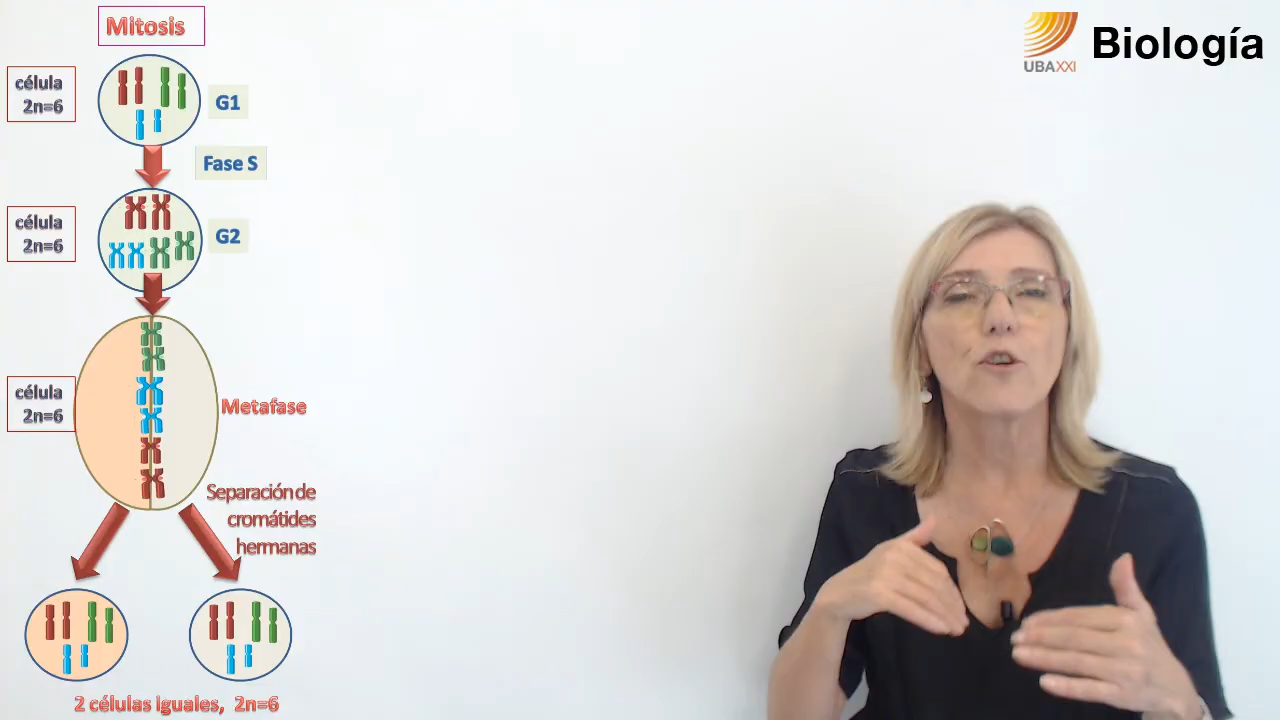 Mitosis
UBAXXI
Biología
célula
2n=6
G1
Fase S
célula
2n=6
G2
célula
2n=6
Metafase
Separación de
cromátides
hermanas
2 células iguales, 2n=6